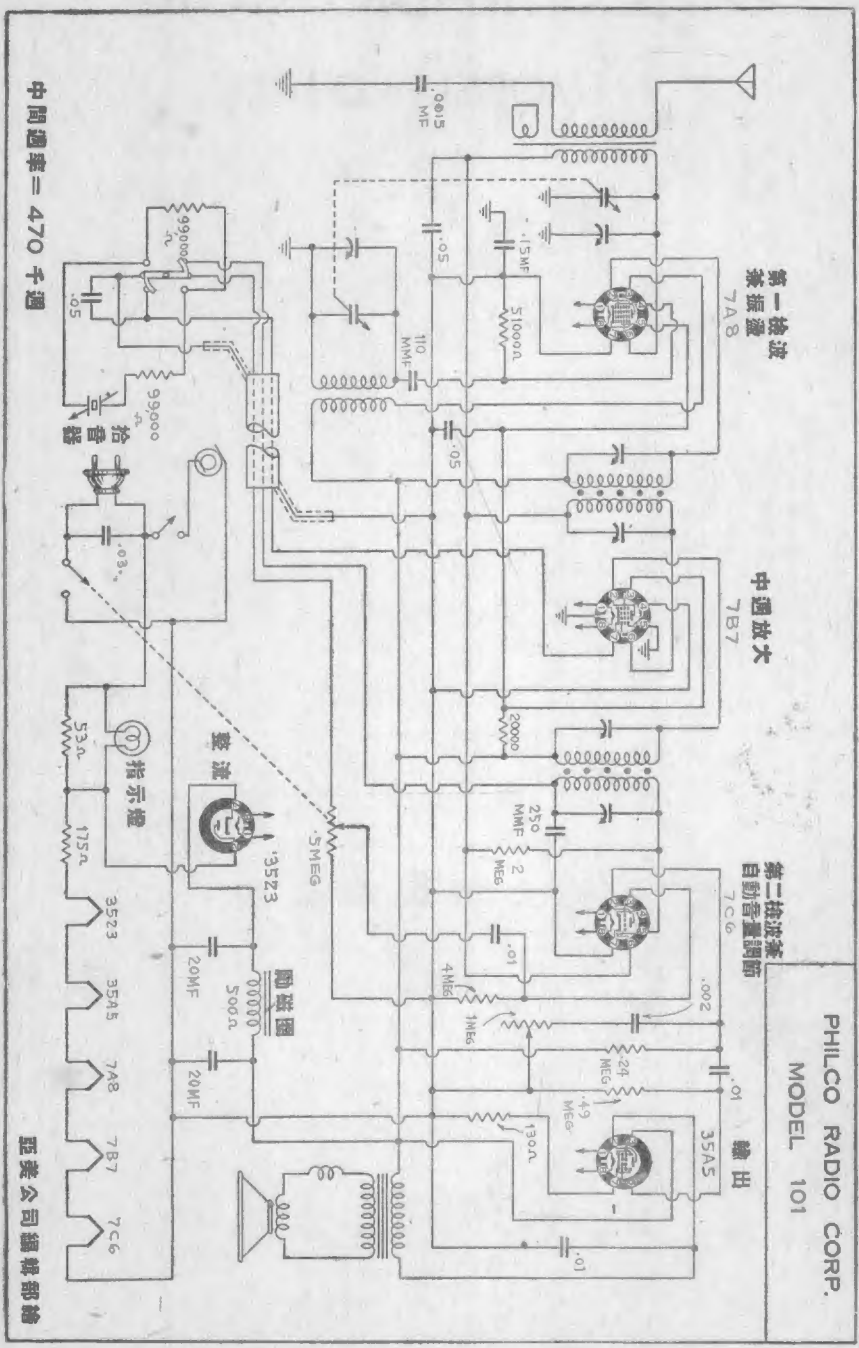 PHILCO RADIO CORP.
MODEL 101
第一檢波
兼振盪
7A8
中週放大
7B7
第二檢波兼
自動音量調節
7C6
輸出
35A5
.0015
MF
.15MF
.05
51000Ω
110
MMF
.05
20000
250
MMF
2
MEG
.01
4MEG
1MEG
.002
.24
MEG
.49
MEG
.01
130Ω
.01
99,000
Ω
.05
99,000
Ω
拾
音
器
.03
整流
3523
.5MEG
指示燈
53Ω
175Ω
勵磁圈
500Ω
20MF
20MF
3523
35A5
7A8
7B7
7C6
中間週率=470千週
亞美公司編輯部繪